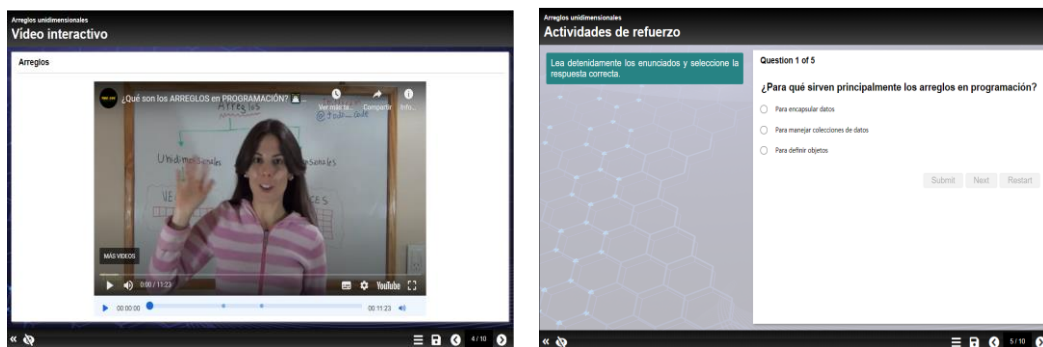 Arreglos unidimensionales
Vídeo interactivo
Arreglos
¿Qué son los ARREGLOS en PROGRAMACIÓN?
Ver más ta... Compartir Info...
Arreglos
@todo_code
MÁS VIDEOS
0:00 / 11:23
YouTube
00:00:00
00:11:23
4 / 10
Arreglos unidimensionales
Actividades de refuerzo
Lea detenidamente los enunciados y seleccione la
respuesta correcta.
Question 1 of 5
¿Para qué sirven principalmente los arreglos en programación?
Para encapsular datos
Para manejar colecciones de datos
Para definir objetos
Submit Next Restart
5 / 10